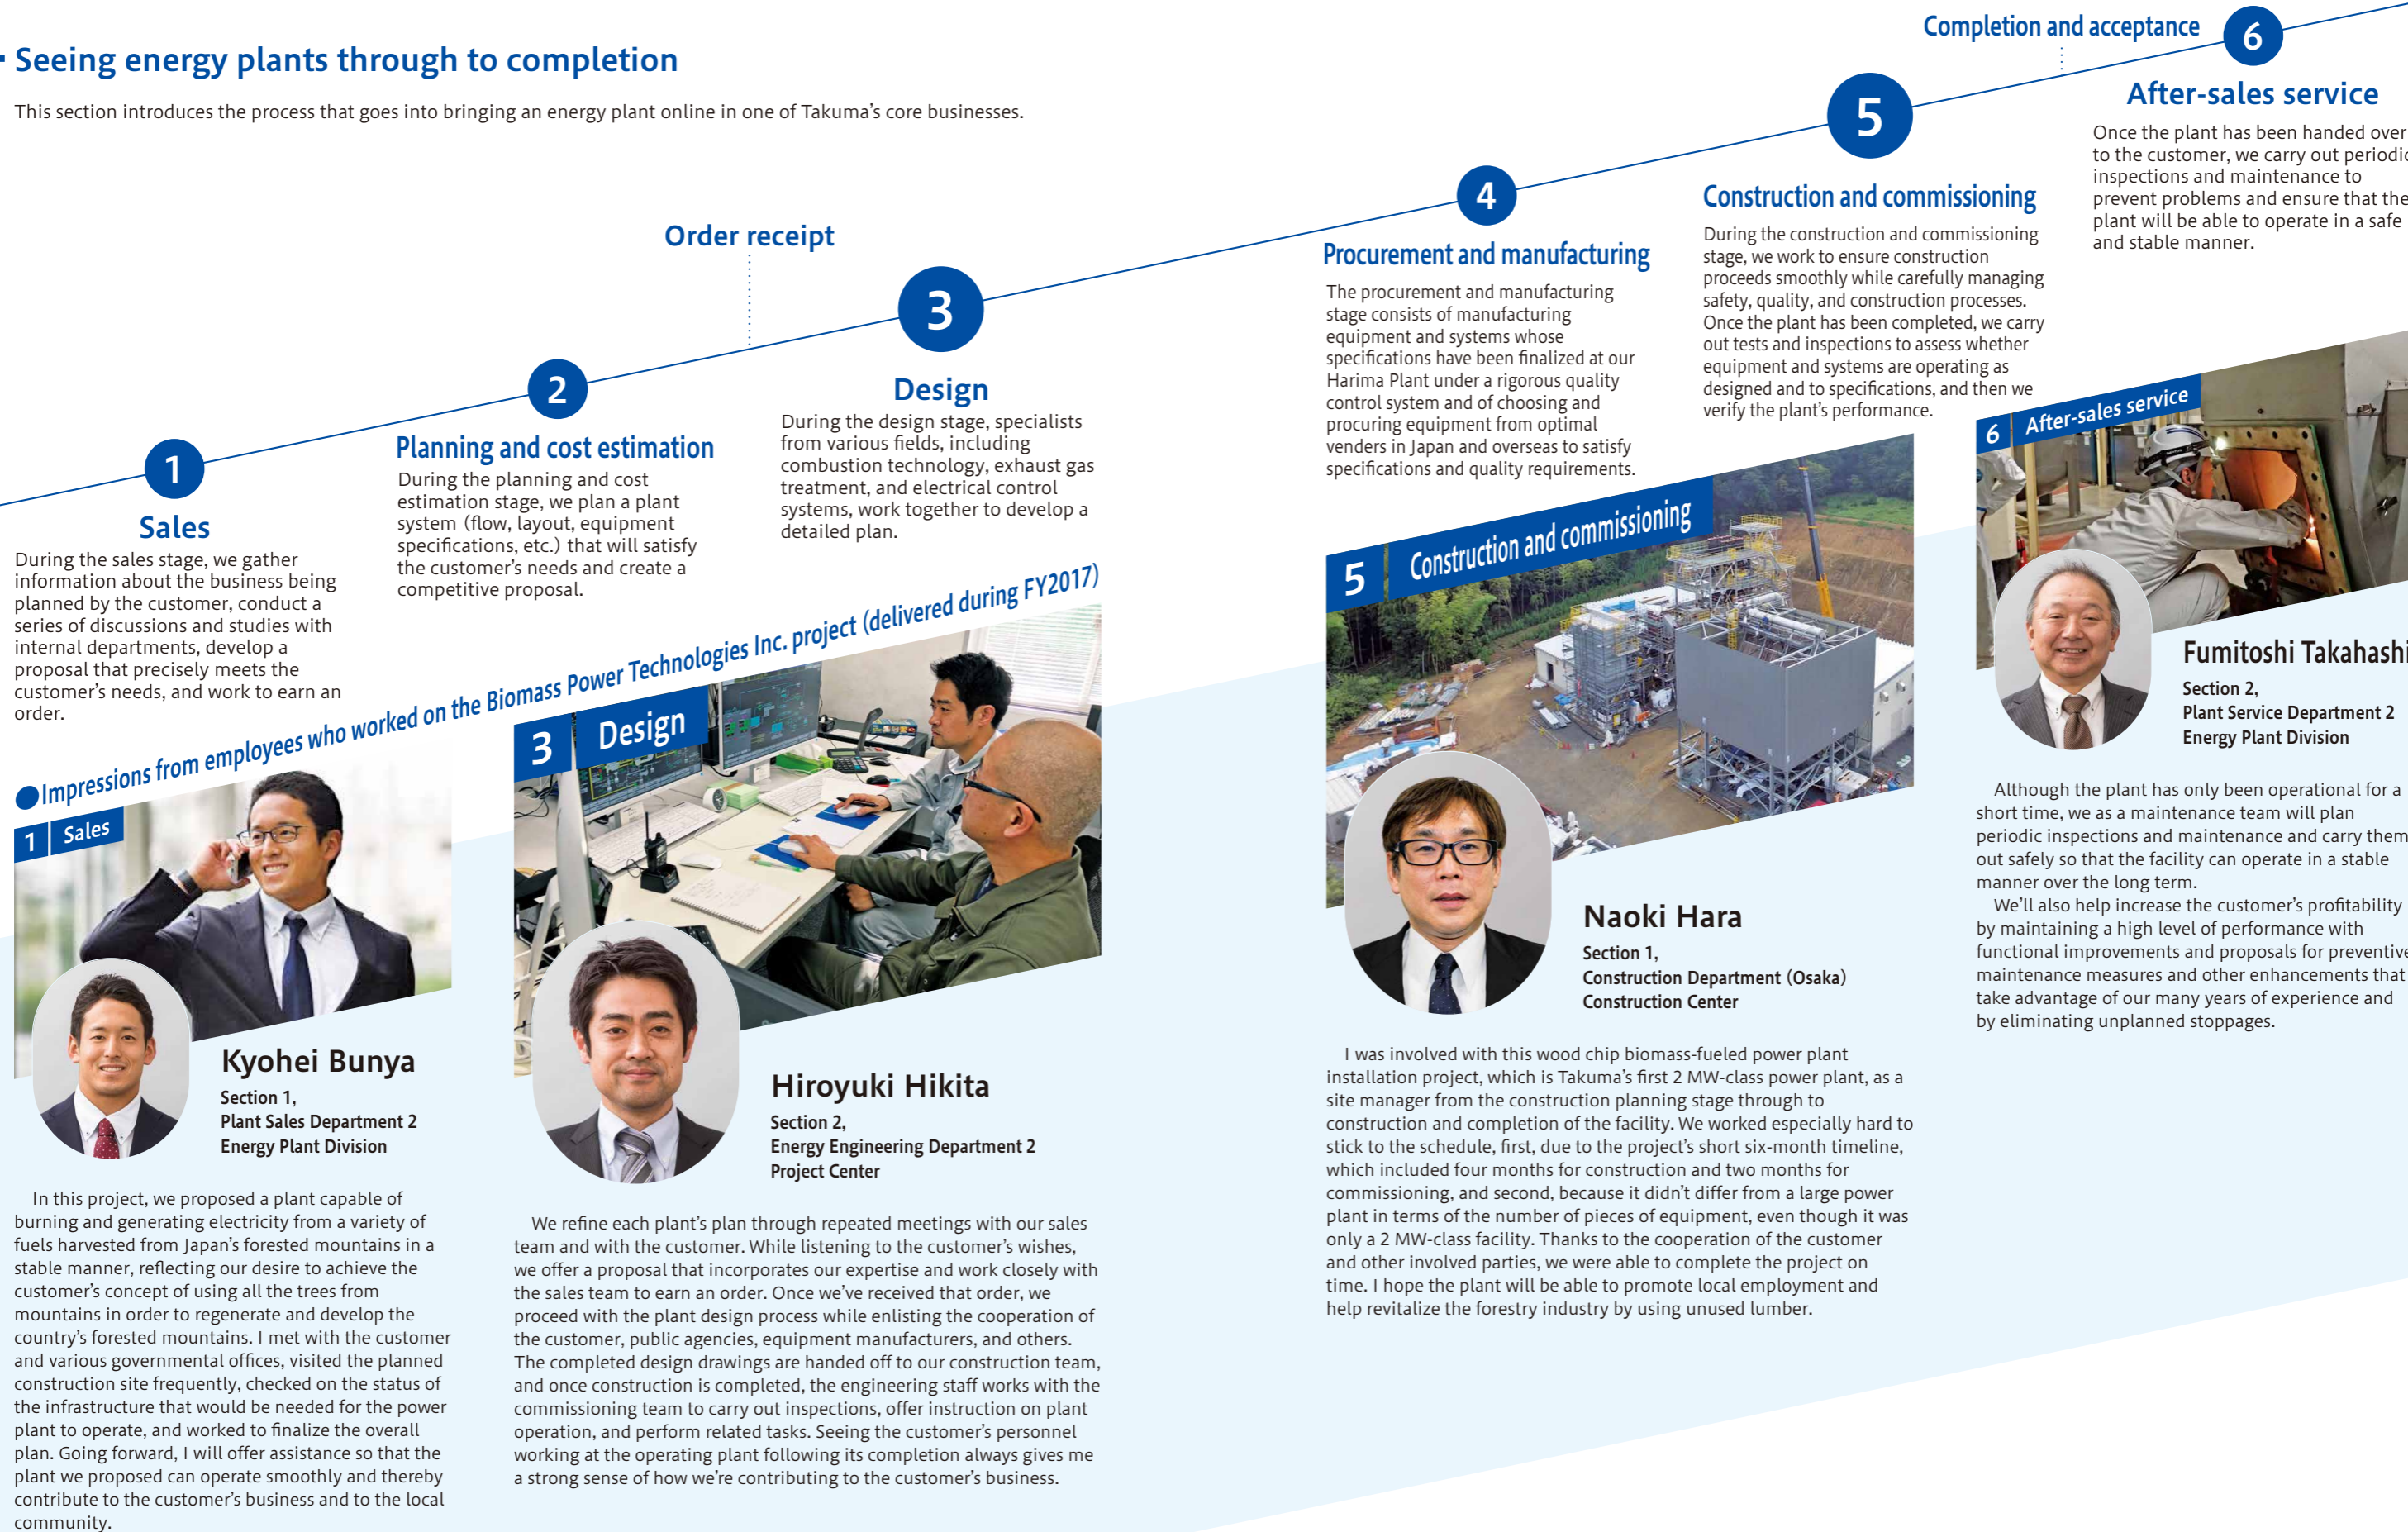 Seeing energy plants through to completion
This section introduces the process that goes into bringing an energy plant online in one of Takuma's core businesses.
1
Sales
During the sales stage, we gather
information about the business being
planned by the customer, conduct a
series of discussions and studies with
internal departments, develop a
proposal that precisely meets the
customer's needs, and work to earn an
order.
2
Planning and cost estimation
During the planning and cost
estimation stage, we plan a plant
system (flow, layout, equipment
specifications, etc.) that will satisfy
the customer's needs and create a
competitive proposal.
Order receipt
3
Design
During the design stage, specialists
from various fields, including
combustion technology, exhaust gas
treatment, and electrical control
systems, work together to develop a
detailed plan.
4
Procurement and manufacturing
The procurement and manufacturing
stage consists of manufacturing
equipment and systems whose
specifications have been finalized at our
Harima Plant under a rigorous quality
control system and of choosing and
procuring equipment from optimal
venders in Japan and overseas to satisfy
specifications and quality requirements.
5
Construction and commissioning
During the construction and commissioning
stage, we work to ensure construction
proceeds smoothly while carefully managing
safety, quality, and construction processes.
Once the plant has been completed, we carry
out tests and inspections to assess whether
equipment and systems are operating as
designed and to specifications, and then we
verify the plant's performance.
Completion and acceptance
6
After-sales service
Once the plant has been handed over
to the customer, we carry out periodic
inspections and maintenance to
prevent problems and ensure that the
plant will be able to operate in a safe
and stable manner.
●Impressions from employees who worked on the Biomass Power Technologies Inc. project (delivered during FY2017)
1 Sales
Kyohei Bunya
Section 1,
Plant Sales Department 2
Energy Plant Division
In this project, we proposed a plant capable of
burning and generating electricity from a variety of
fuels harvested from Japan's forested mountains in a
stable manner, reflecting our desire to achieve the
customer's concept of using all the trees from
mountains in order to regenerate and develop the
country's forested mountains. I met with the customer
and various governmental offices, visited the planned
construction site frequently, checked on the status of
the infrastructure that would be needed for the power
plant to operate, and worked to finalize the overall
plan. Going forward, I will offer assistance so that the
plant we proposed can operate smoothly and thereby
contribute to the customer's business and to the local
community.
3 Design
Hiroyuki Hikita
Section 2,
Energy Engineering Department 2
Project Center
We refine each plant's plan through repeated meetings with our sales
team and with the customer. While listening to the customer's wishes,
we offer a proposal that incorporates our expertise and work closely with
the sales team to earn an order. Once we've received that order, we
proceed with the plant design process while enlisting the cooperation of
the customer, public agencies, equipment manufacturers, and others.
The completed design drawings are handed off to our construction team,
and once construction is completed, the engineering staff works with the
commissioning team to carry out inspections, offer instruction on plant
operation, and perform related tasks. Seeing the customer's personnel
working at the operating plant following its completion always gives me
a strong sense of how we're contributing to the customer's business.
5 Construction and commissioning
Naoki Hara
Section 1,
Construction Department (Osaka)
Construction Center
I was involved with this wood chip biomass-fueled power plant
installation project, which is Takuma's first 2 MW-class power plant, as a
site manager from the construction planning stage through to
construction and completion of the facility. We worked especially hard to
stick to the schedule, first, due to the project's short six-month timeline,
which included four months for construction and two months for
commissioning, and second, because it didn't differ from a large power
plant in terms of the number of pieces of equipment, even though it was
only a 2 MW-class facility. Thanks to the cooperation of the customer
and other involved parties, we were able to complete the project on
time. I hope the plant will be able to promote local employment and
help revitalize the forestry industry by using unused lumber.
6 After-sales service
Fumitoshi Takahashi
Section 2,
Plant Service Department 2
Energy Plant Division
Although the plant has only been operational for a
short time, we as a maintenance team will plan
periodic inspections and maintenance and carry them
out safely so that the facility can operate in a stable
manner over the long term.
We'll also help increase the customer's profitability
by maintaining a high level of performance with
functional improvements and proposals for preventive
maintenance measures and other enhancements that
take advantage of our many years of experience and
by eliminating unplanned stoppages.